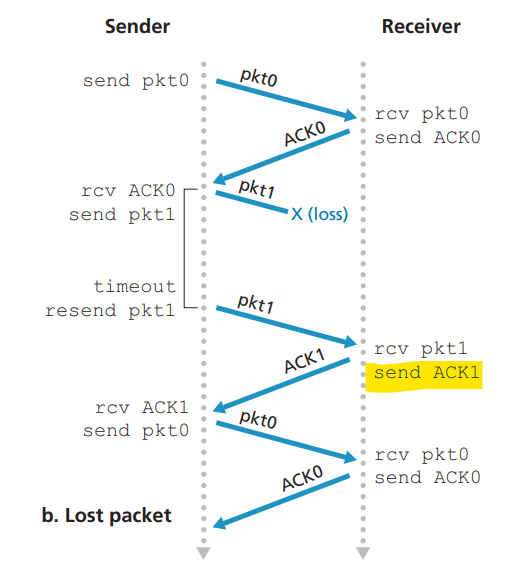 Sender
Receiver
send pkt0
pkt0
rcv pkt0
send ACK0
ACK0
rcv ACK0
send pkt1
pkt1
X (loss)
timeout
resend pkt1
pkt1
rcv pkt1
send ACK1
ACK1
rcv ACK1
send pkt0
pkt0
rcv pkt0
send ACK0
ACK0
b. Lost packet